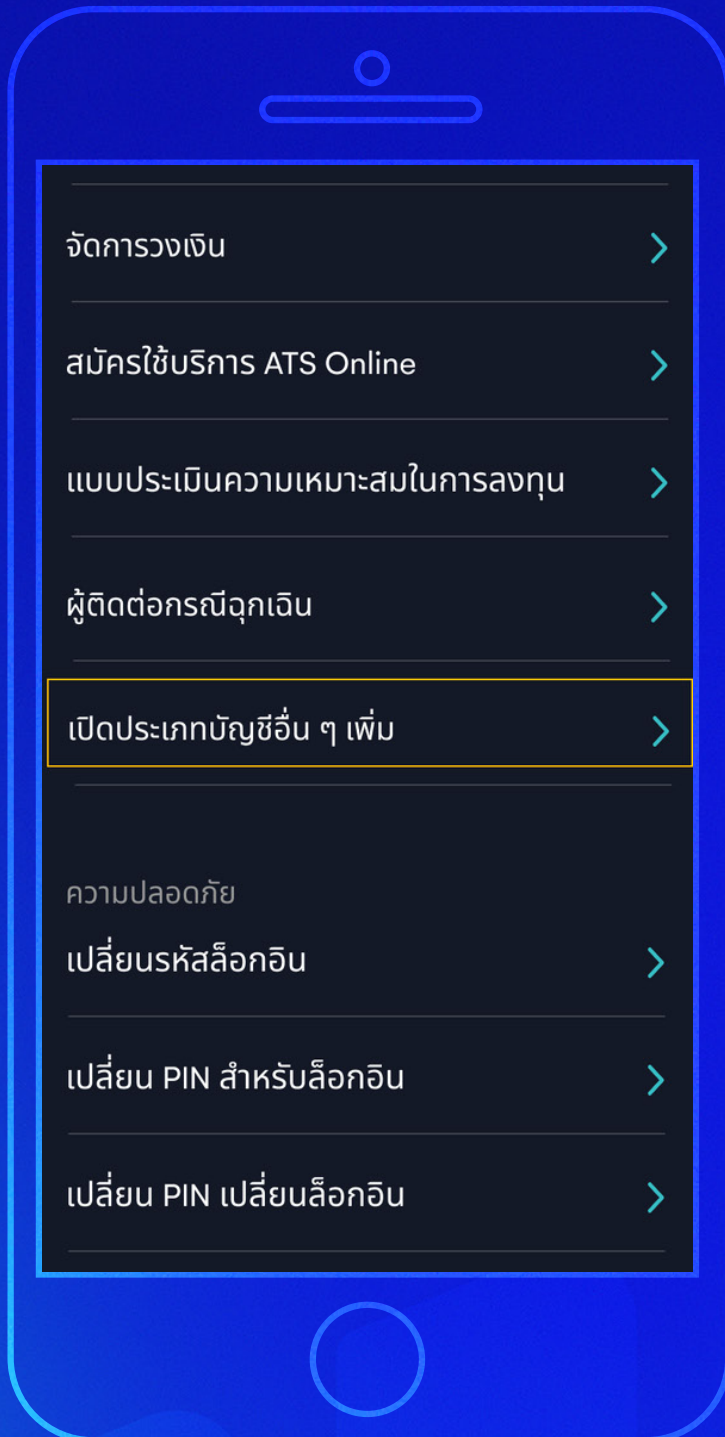 จัดการวงเงิน
สมัครใช้บริการ ATS Online
แบบประเมินความเหมาะสมในการลงทุน
ผู้ติดต่อกรณีฉุกเฉิน
เปิดประเภทบัญชีอื่น ๆ เพิ่ม
ความปลอดภัย
เปลี่ยนรหัสล็อกอิน
เปลี่ยน PIN สำหรับล็อกอิน
เปลี่ยน PIN เปลี่ยนล็อกอิน